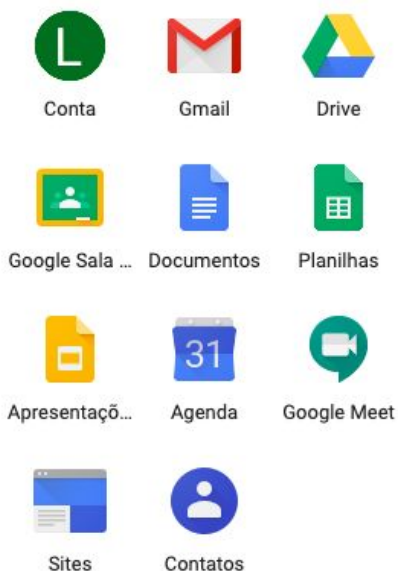 L
Conta Gmail Drive
Google Sala ... Documentos Planilhas
31
Apresentaçõ... Agenda Google Meet
Sites Contatos